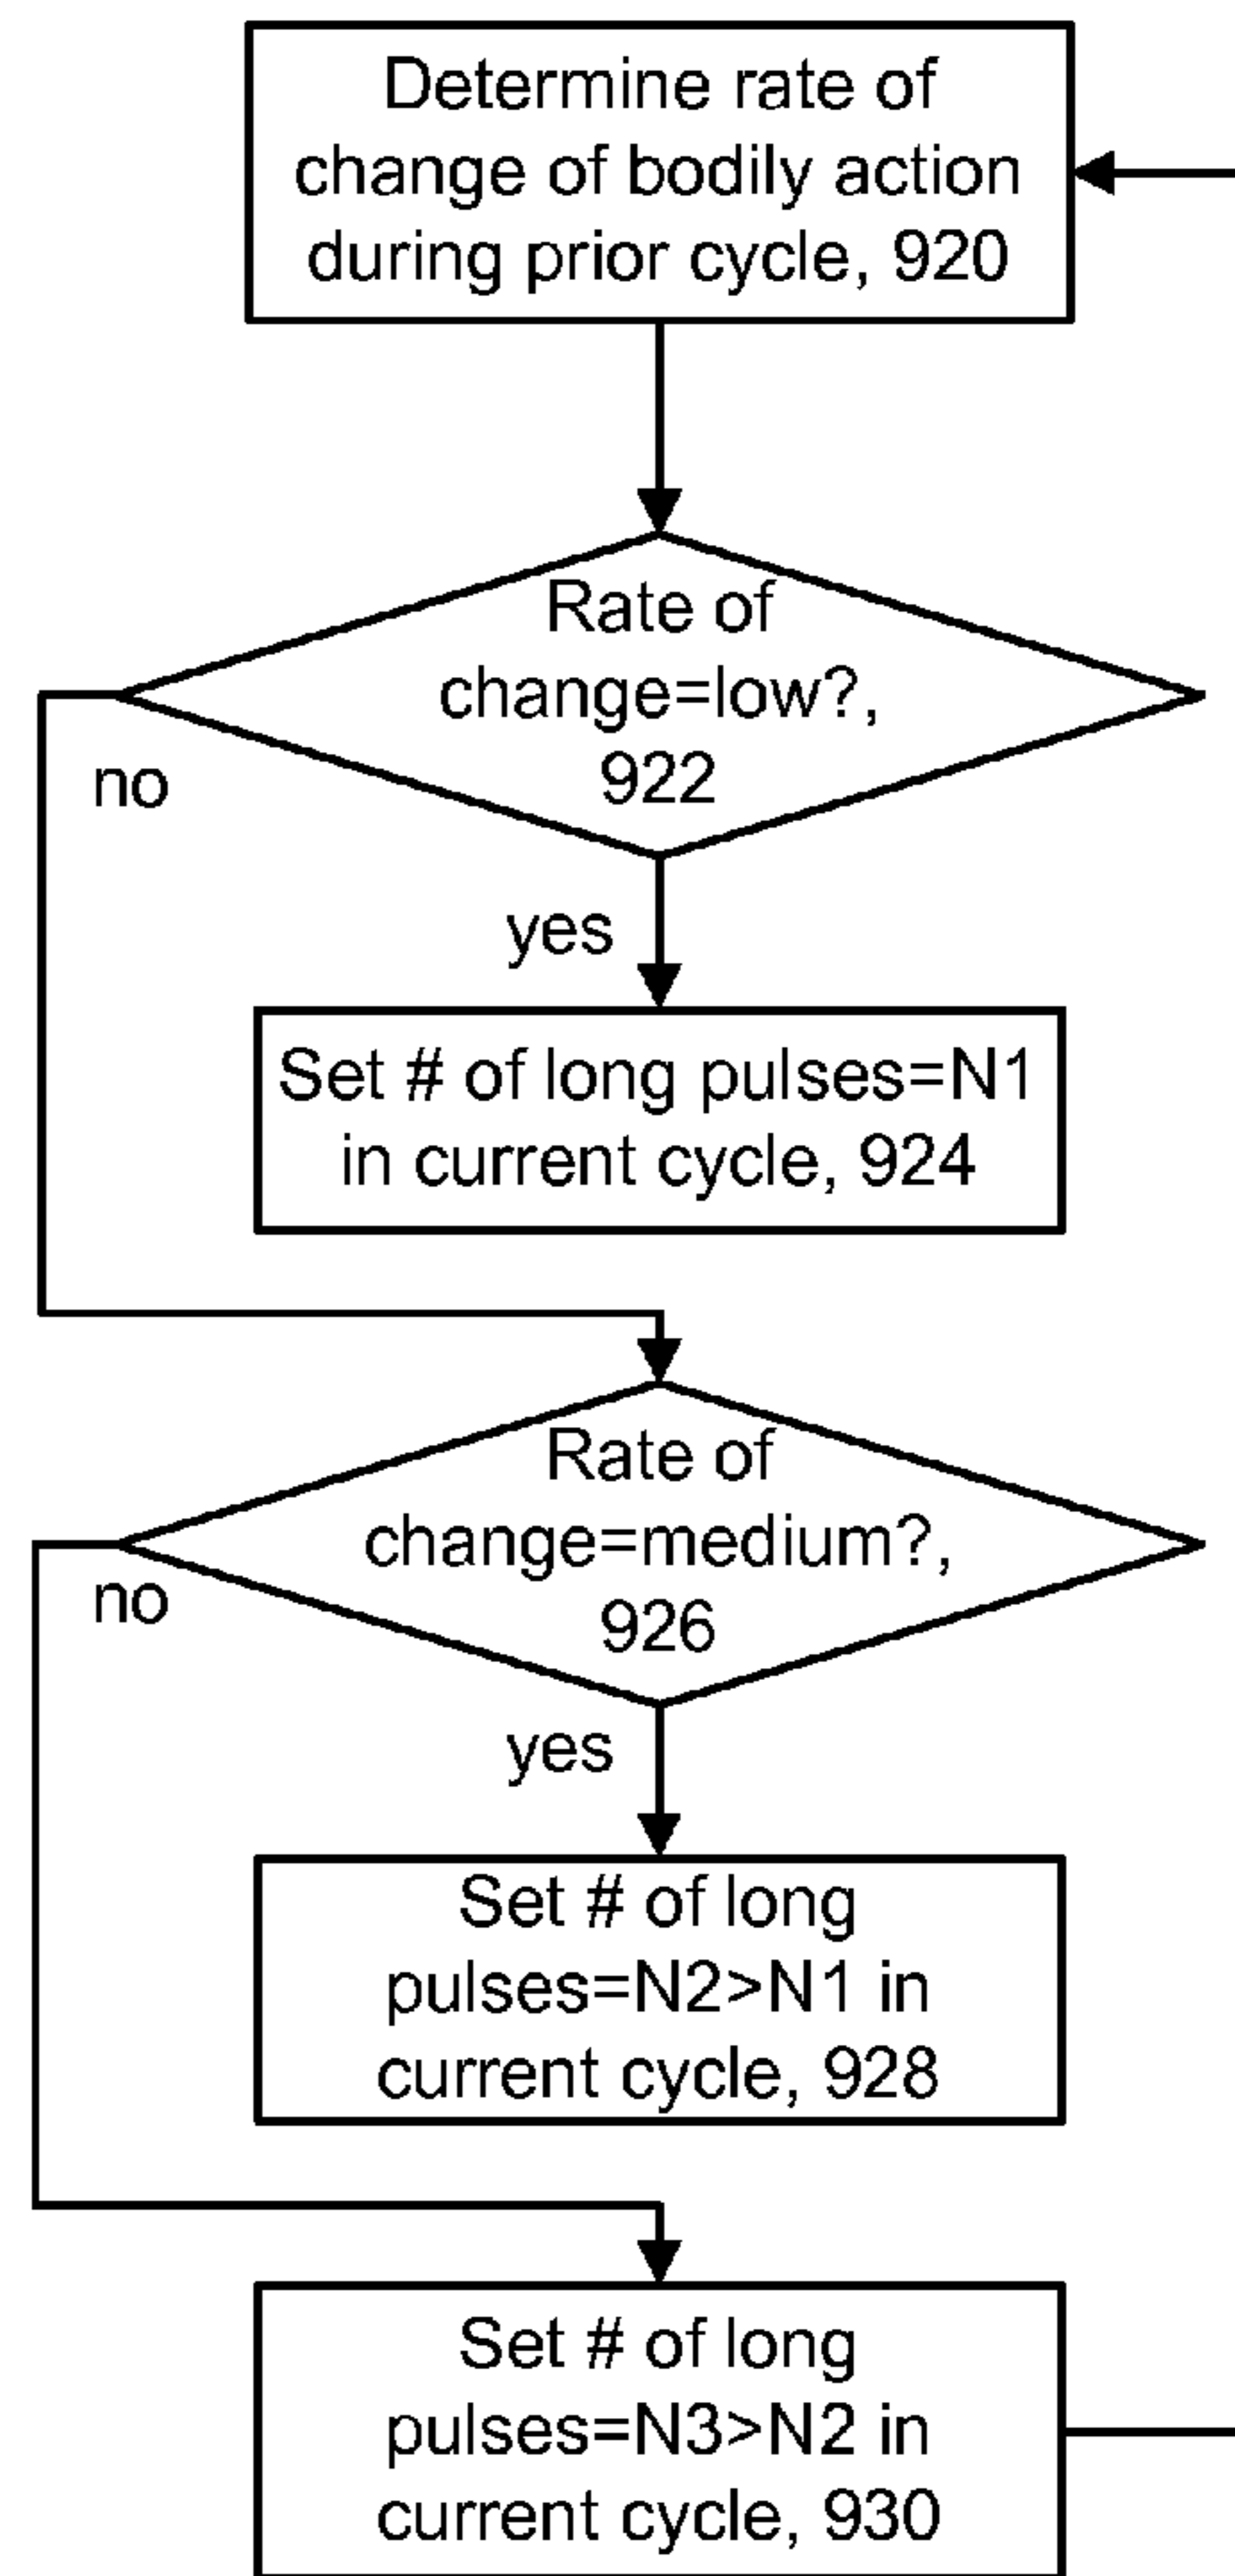 Determine rate of
change of bodily action
during prior cycle, 920
Rate of
change=low?,
922
no
yes
Set # of long pulses=N1
in current cycle, 924
Rate of
change=medium?,
926
no
yes
Set # of long
pulses=N2>N1 in
current cycle, 928
Set # of long
pulses=N3>N2 in
current cycle, 930